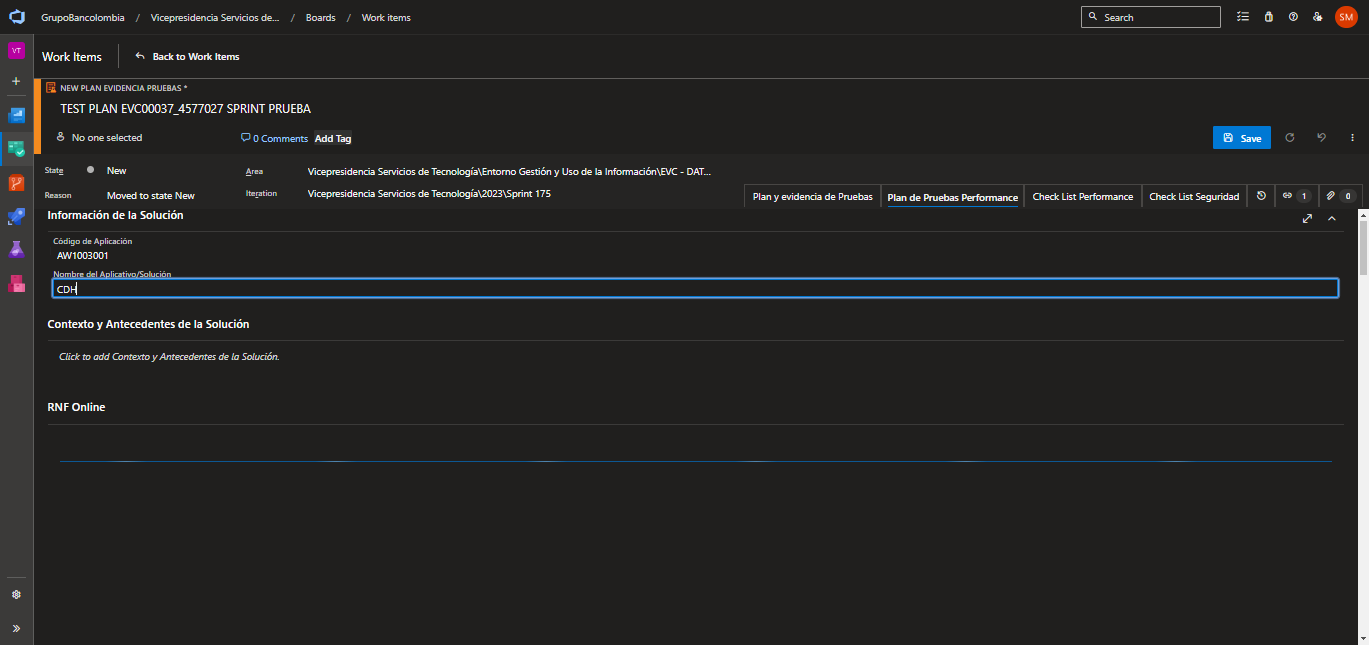 GrupoBancolombia / Vicepresidencia Servicios de... / Boards / Work items
Search
SM
VT
Work Items
Back to Work Items
NEW PLAN EVIDENCIA PRUEBAS *
TEST PLAN EVC00037_4577027 SPRINT PRUEBA
No one selected
0 Comments
Add Tag
Save
State
New
Area
Vicepresidencia Servicios de Tecnología\Entorno Gestión y Uso de la Información\EVC - DAT...
Reason
Moved to state New
Iteration
Vicepresidencia Servicios de Tecnología\2023\Sprint 175
Plan y evidencia de Pruebas
Plan de Pruebas Performance
Check List Performance
Check List Seguridad
1
0
Información de la Solución
Código de Aplicación
AW1003001
Nombre del Aplicativo/Solución
CDH
Contexto y Antecedentes de la Solución
Click to add Contexto y Antecedentes de la Solución.
RNF Online